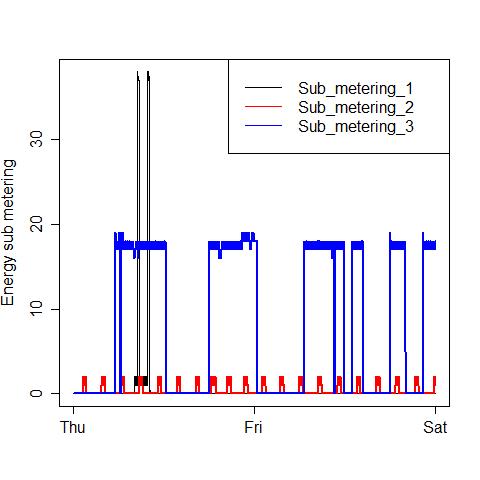 Sub_metering_1
Sub_metering_2
Sub_metering_3
Energy sub metering
30
20
10
0
Thu
Fri
Sat